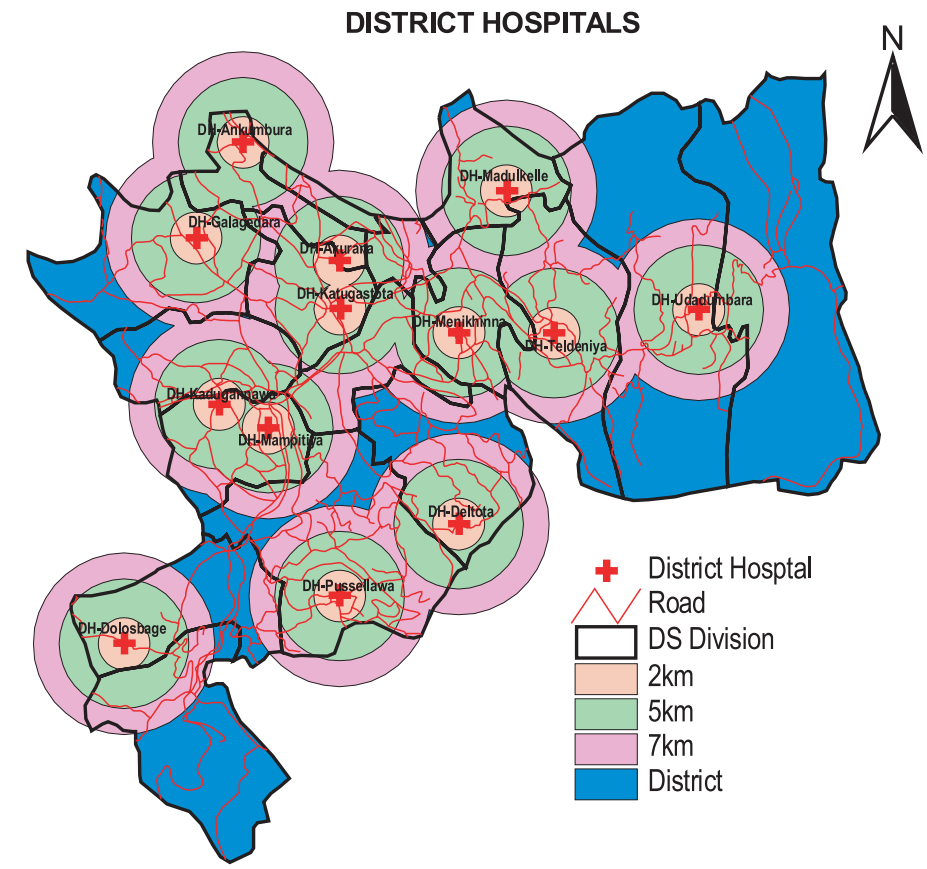 DISTRICT HOSPITALS
N
DH-Ankumbura
DH-Madulkelle
DH-Galagedara
DH-Akurana
DH-Katugastota
DH-Udadumbara
DH-Menikhinna
DH-Teldeniya
DH-Kadugannawa
DH-Mampitiya
DH-Deltota
DH-Pussellawa
DH-Dolosbage
District Hosptal
Road
DS Division
2km
5km
7km
District